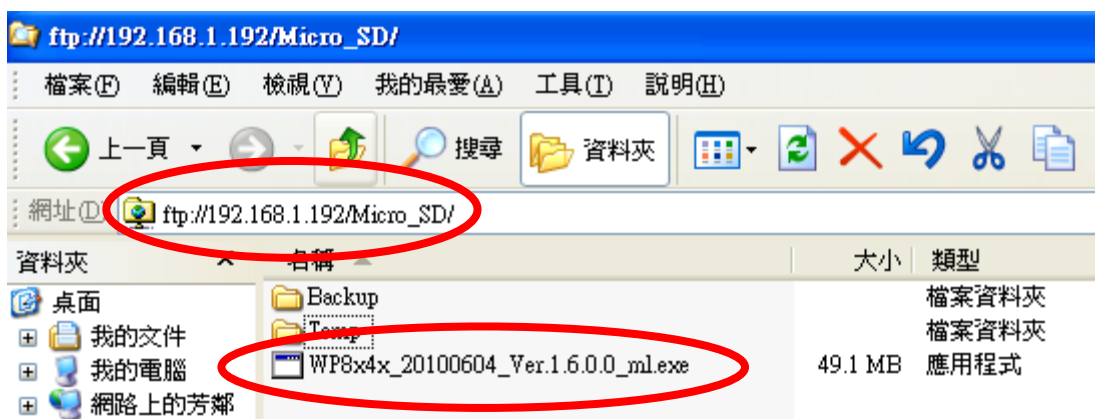 ftp://192.168.1.192/Micro_SD/
檔案(F) 編輯(E) 檢視(V) 我的最愛(A) 工具(T) 說明(H)
上一頁 搜尋 資料夾
網址(D) ftp://192.168.1.192/Micro_SD/
資料夾 × 名稱 大小 類型
桌面 Backup 檔案資料夾
我的文件 Temp 檔案資料夾
我的電腦 WP8x4x_20100604_Ver.1.6.0.0_ml.exe 49.1 MB 應用程式
網路上的芳鄰